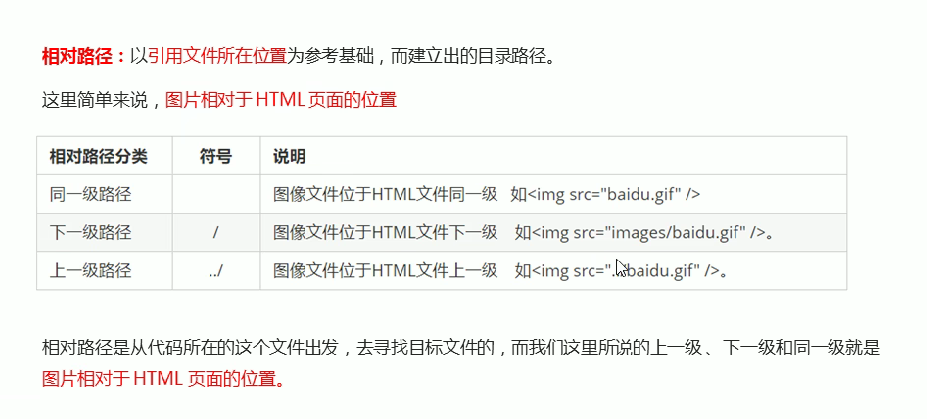 相对路径：以引用文件所在位置为参考基础，而建立出的目录路径。
这里简单来说，图片相对于HTML页面的位置
相对路径分类 符号 说明
同一级路径 图像文件位于HTML文件同一级 如<img src="baidu.gif" />
下一级路径 / 图像文件位于HTML文件下一级 如<img src="images/baidu.gif" />。
上一级路径 ../ 图像文件位于HTML文件上一级 如<img src="../baidu.gif" />。
相对路径是从代码所在的这个文件出发，去寻找目标文件的，而我们这里所说的上一级 、下一级和同一级就是
图片相对于 HTML 页面的位置。